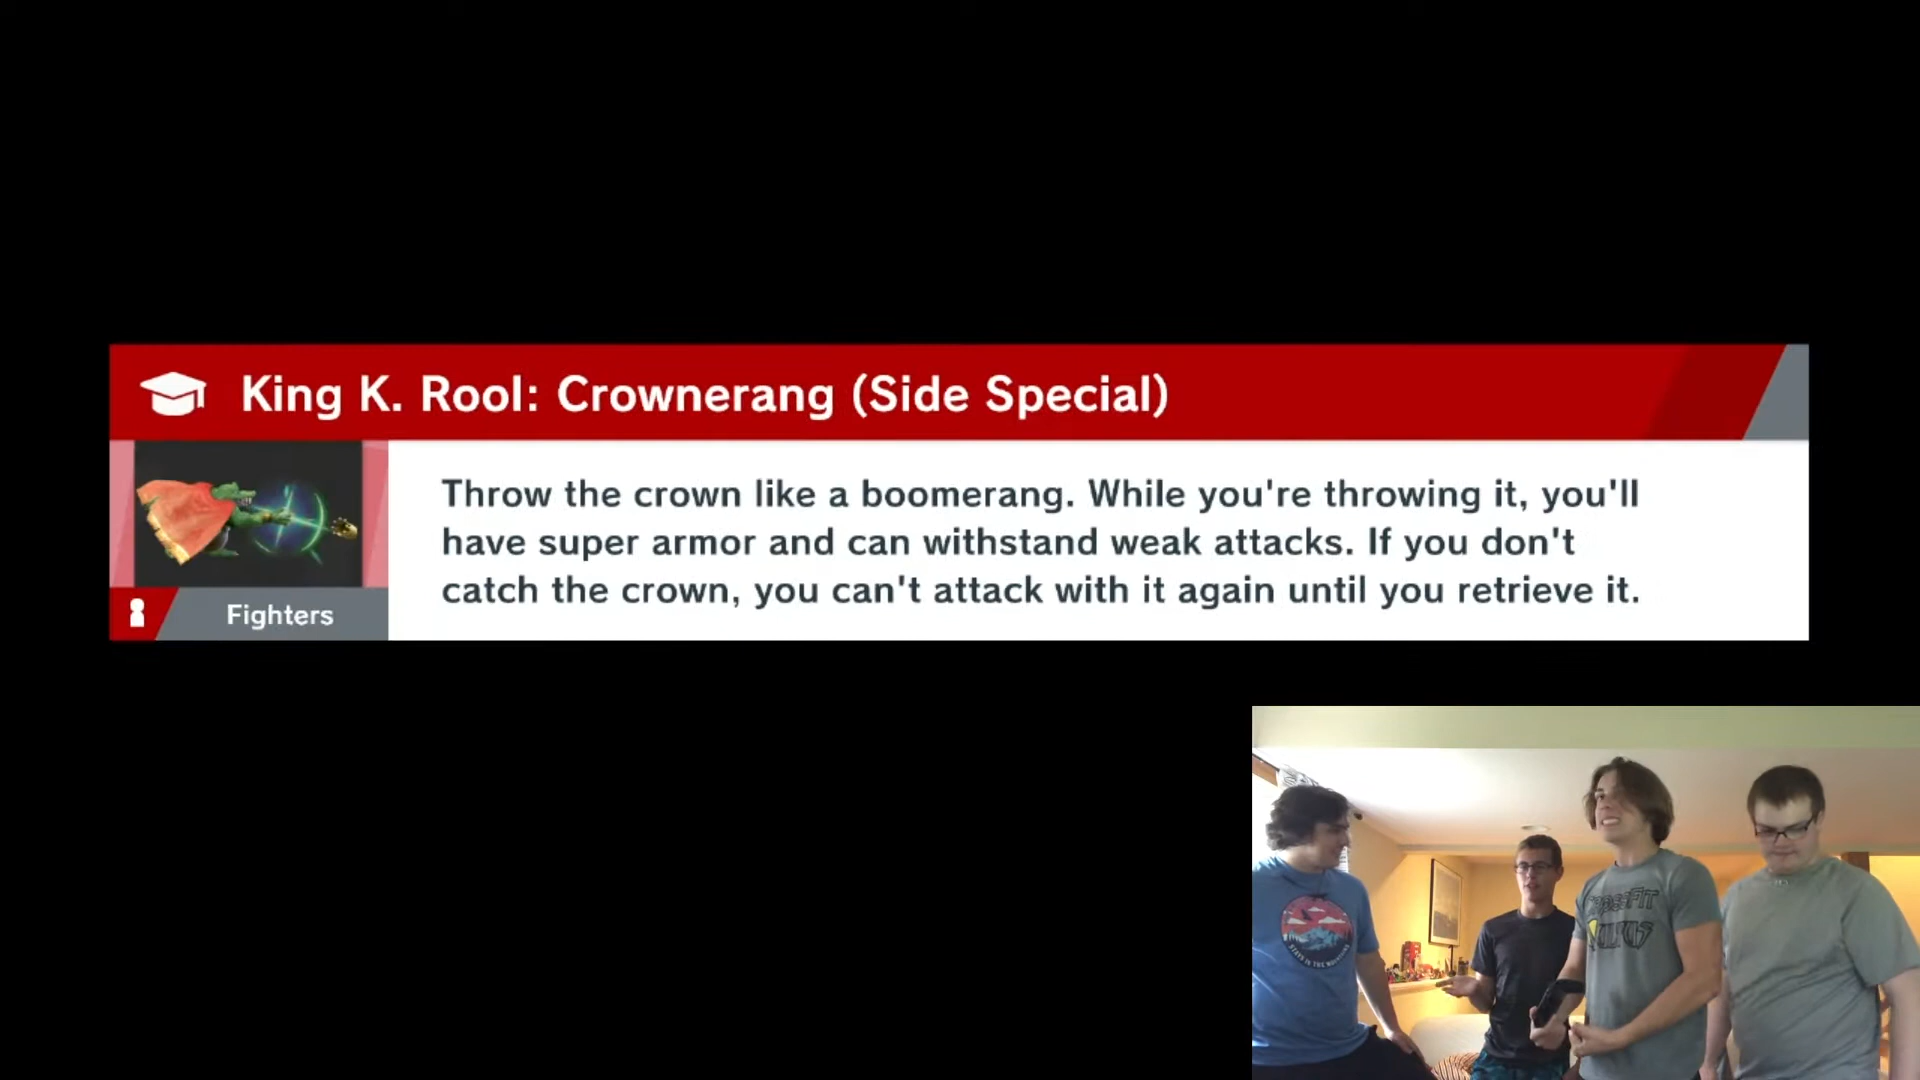 King K. Rool: Crownerang (Side Special)
Throw the crown like a boomerang. While you're throwing it, you'll
have super armor and can withstand weak attacks. If you don't
catch the crown, you can't attack with it again until you retrieve it.
Fighters